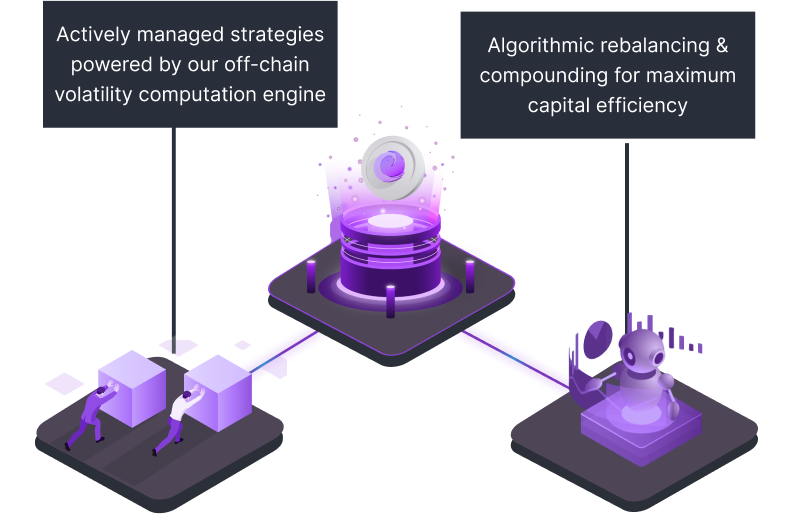 Actively managed strategies
powered by our off-chain
volatility computation engine
Algorithmic rebalancing &
compounding for maximum
capital efficiency